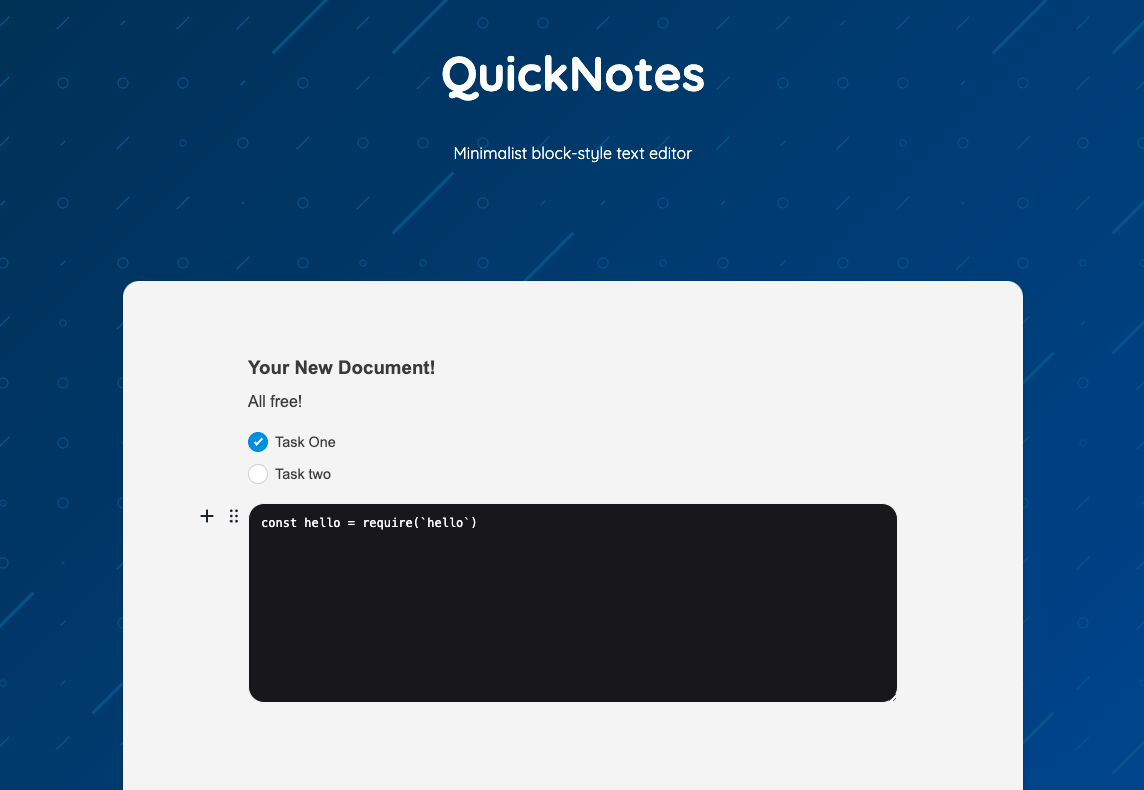 QuickNotes
Minimalist block-style text editor
Your New Document!
All free!
Task One
Task two
const hello = require(`hello`)